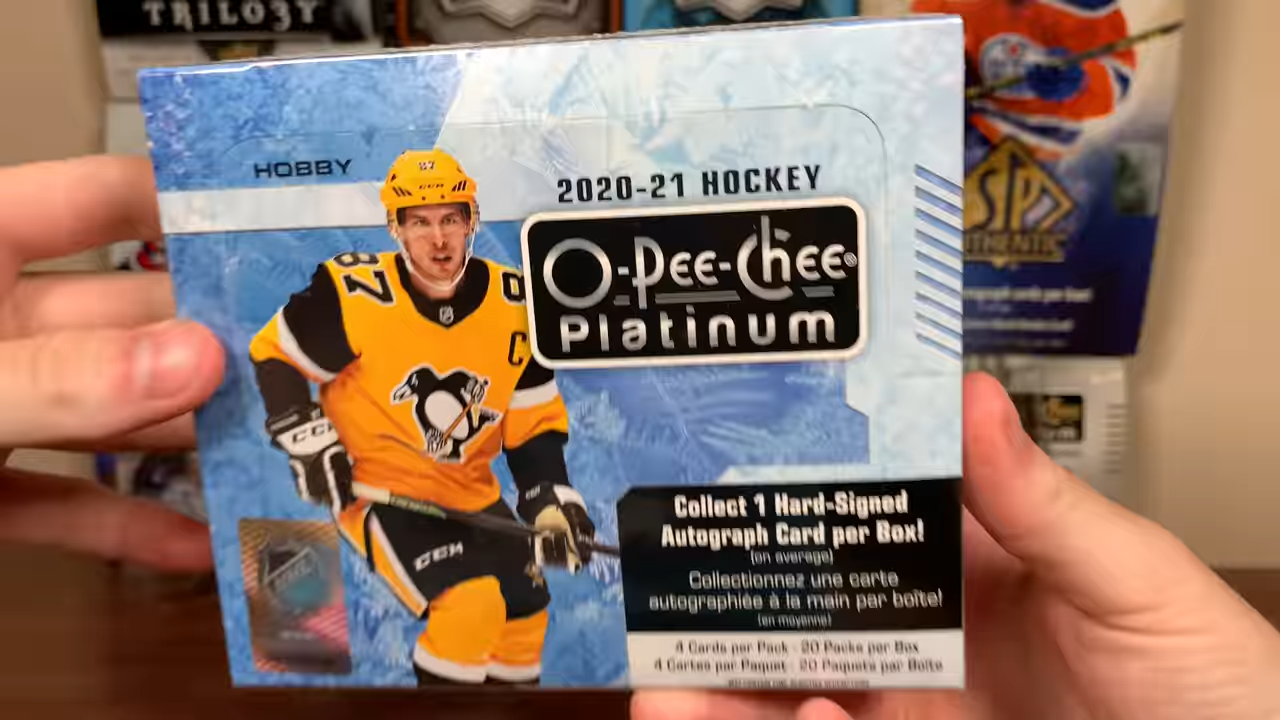 TRILOGY
HOBBY
2020-21 HOCKEY
O-Pee-Chee®
Platinum
87
CCM
87
C
CCM
CCM
NHL
Collect 1 Hard-Signed
Autograph Card per Box!
(on average)
Collectionnez une carte
autographiée à la main par boîte!
(en moyenne)
4 Cards per Pack · 20 Packs per Box
4 Cartes par Paquet · 20 Paquets par Boîte
SP
AUTHENTIC